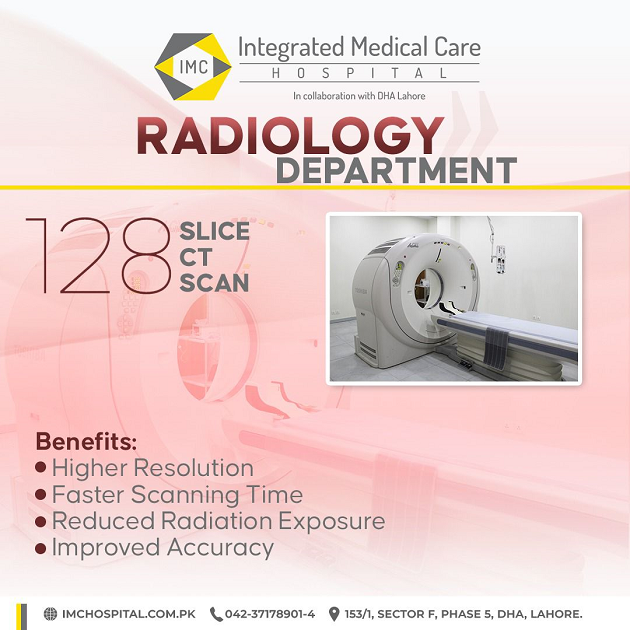 IMC
Integrated Medical Care
HOSPITAL
In collaboration with DHA Lahore
RADIOLOGY
DEPARTMENT
128 SLICE
CT
SCAN
Benefits:
Higher Resolution
Faster Scanning Time
Reduced Radiation Exposure
Improved Accuracy
IMCHOSPITAL.COM.PK 042-37178901-4 153/1, SECTOR F, PHASE 5, DHA, LAHORE.